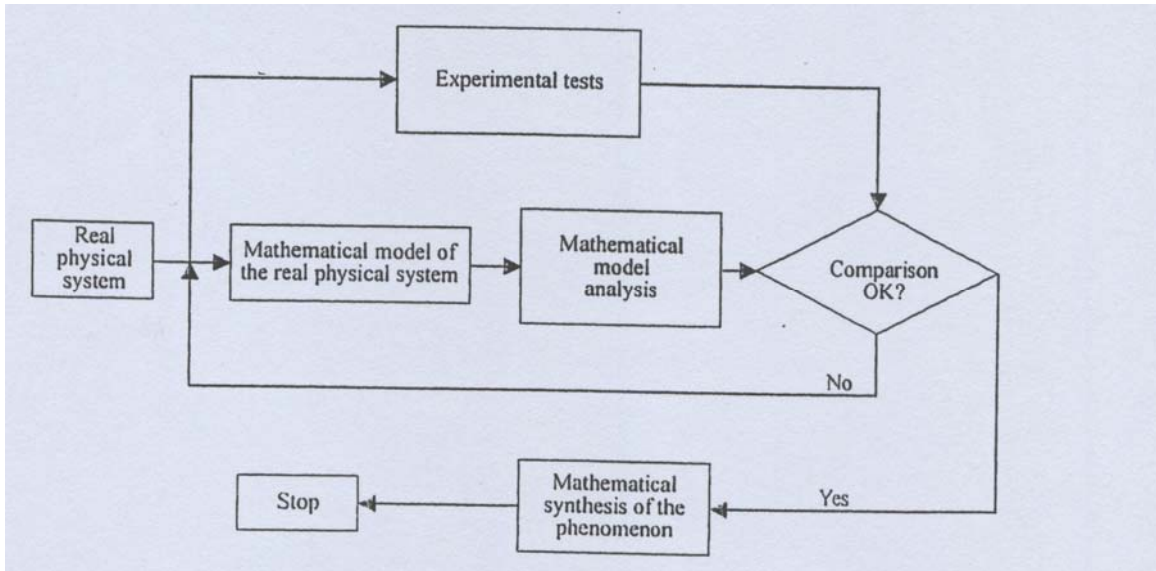 Experimental tests
Real
physical
system
Mathematical model of
the real physical system
Mathematical
model
analysis
Comparison
OK?
No
Yes
Mathematical
synthesis of the
phenomenon
Stop